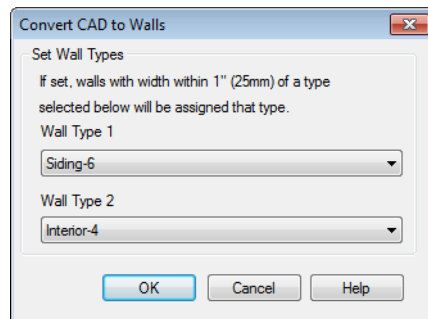 Convert CAD to Walls
Set Wall Types
If set, walls with width within 1" (25mm) of a type
selected below will be assigned that type.
Wall Type 1
Siding-6
Wall Type 2
Interior-4
OK Cancel Help